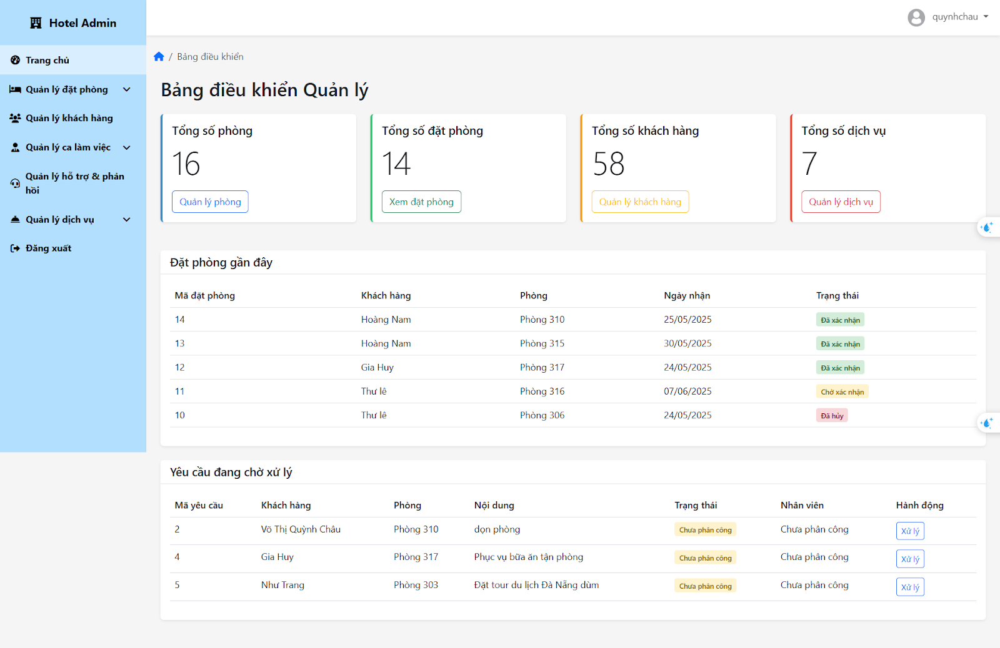 Hotel Admin
quynhchau
Trang chủ
Quản lý đặt phòng
Quản lý khách hàng
Quản lý ca làm việc
Quản lý hỗ trợ & phản
hồi
Quản lý dịch vụ
Đăng xuất
/ Bảng điều khiển
Bảng điều khiển Quản lý
Tổng số phòng
16
Quản lý phòng
Tổng số đặt phòng
14
Xem đặt phòng
Tổng số khách hàng
58
Quản lý khách hàng
Tổng số dịch vụ
7
Quản lý dịch vụ
Đặt phòng gần đây
Mã đặt phòng Khách hàng Phòng Ngày nhận Trạng thái
14 Hoàng Nam Phòng 310 25/05/2025 Đã xác nhận
13 Hoàng Nam Phòng 315 30/05/2025 Đã xác nhận
12 Gia Huy Phòng 317 24/05/2025 Đã xác nhận
11 Thư lê Phòng 316 07/06/2025 Chờ xác nhận
10 Thư lê Phòng 306 24/05/2025 Đã hủy
Yêu cầu đang chờ xử lý
Mã yêu cầu Khách hàng Phòng Nội dung Trạng thái Nhân viên Hành động
2 Võ Thị Quỳnh Châu Phòng 310 dọn phòng Chưa phân công Chưa phân công Xử lý
4 Gia Huy Phòng 317 Phục vụ bữa ăn tận phòng Chưa phân công Chưa phân công Xử lý
5 Như Trang Phòng 303 Đặt tour du lịch Đà Nẵng dùm Chưa phân công Chưa phân công Xử lý